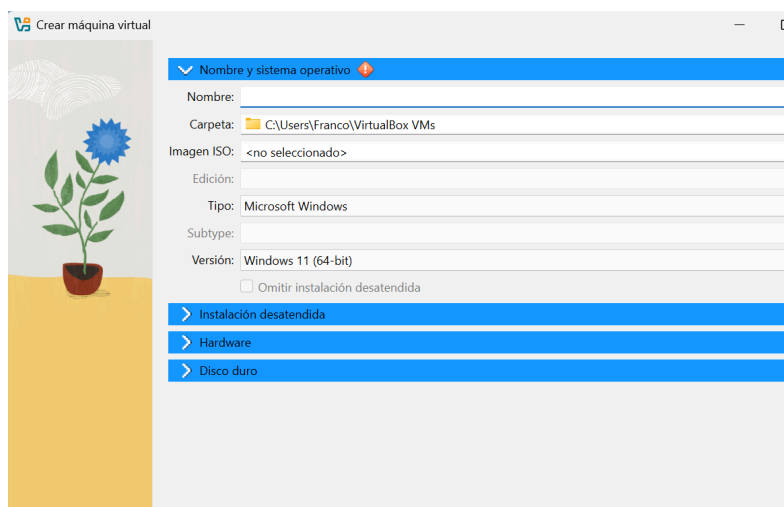 Crear máquina virtual
Nombre y sistema operativo
Nombre:
Carpeta: C:\Users\Franco\VirtualBox VMs
Imagen ISO: <no seleccionado>
Edición:
Tipo: Microsoft Windows
Subtype:
Versión: Windows 11 (64-bit)
Omitir instalación desatendida
Instalación desatendida
Hardware
Disco duro